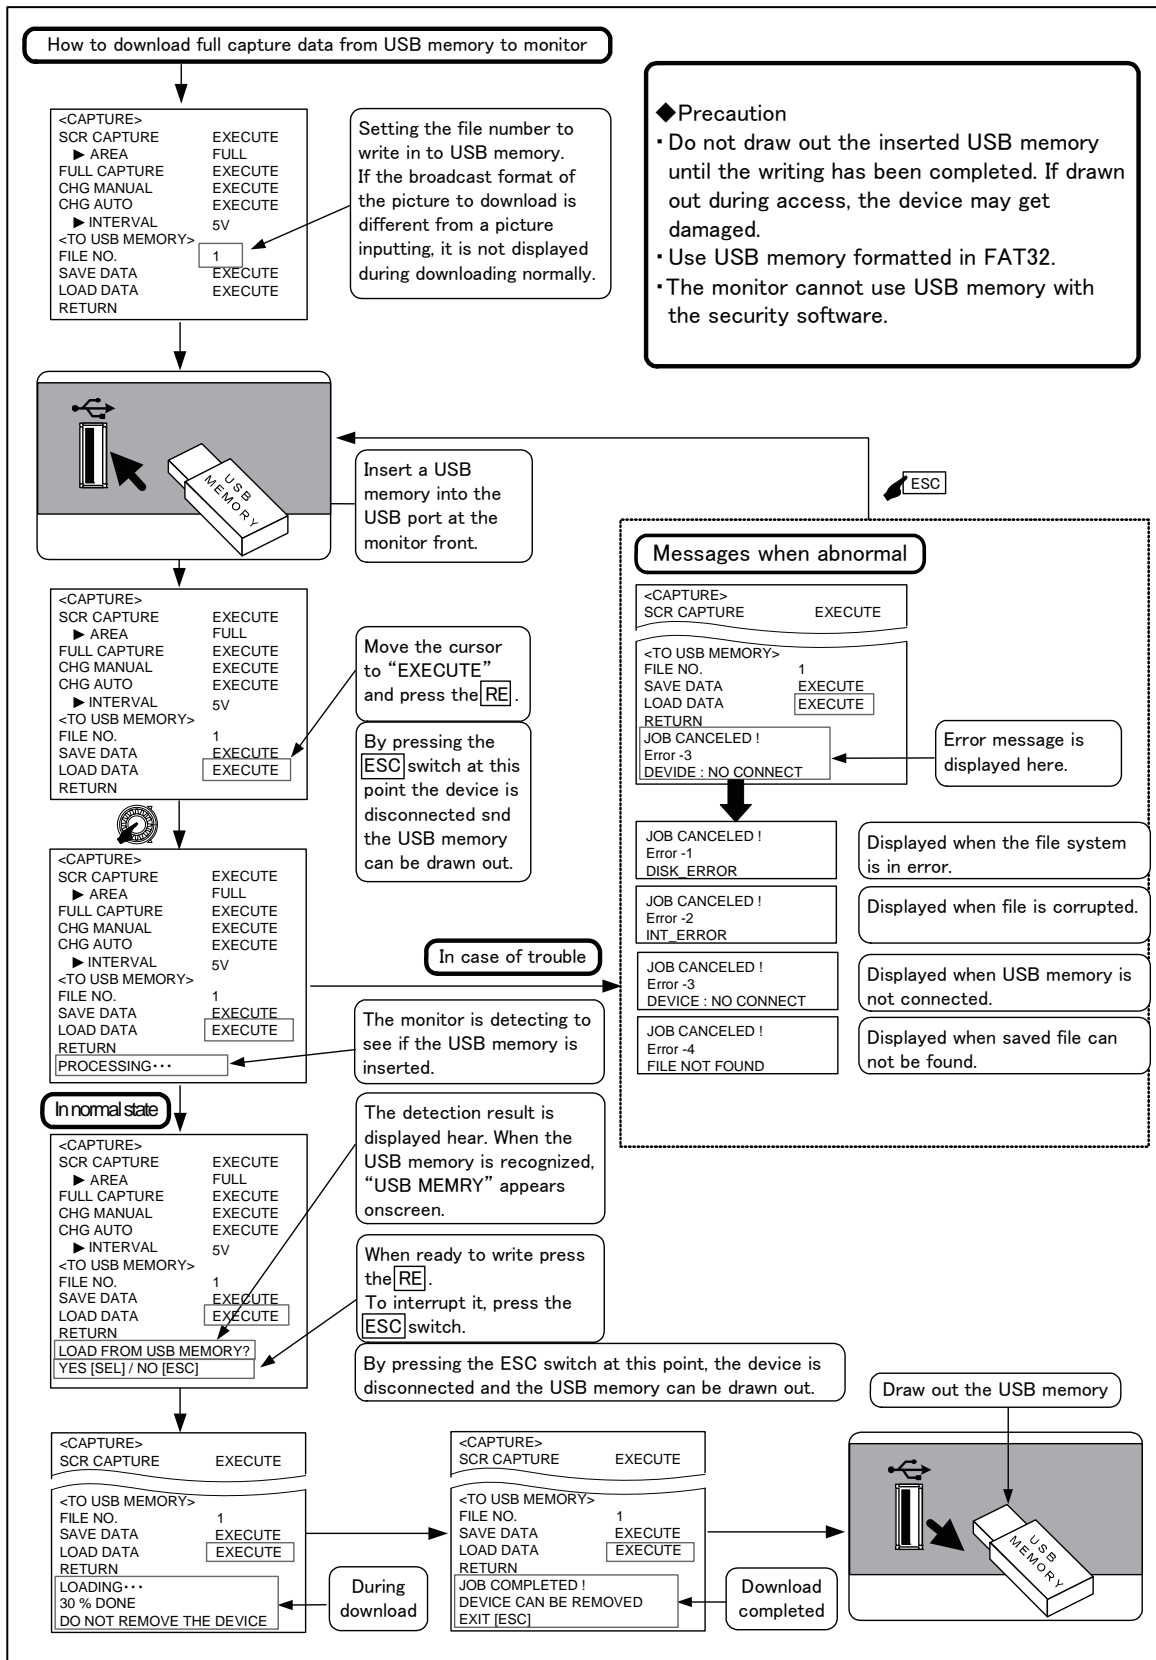 How to download full capture data from USB memory to monitor
<CAPTURE>
SCR CAPTURE EXECUTE
▶ AREA FULL
FULL CAPTURE EXECUTE
CHG MANUAL EXECUTE
CHG AUTO EXECUTE
▶ INTERVAL 5V
<TO USB MEMORY>
FILE NO. 1
SAVE DATA EXECUTE
LOAD DATA EXECUTE
RETURN
Setting the file number to
write in to USB memory.
If the broadcast format of
the picture to download is
different from a picture
inputting, it is not displayed
during downloading normally.
◆Precaution
・Do not draw out the inserted USB memory
until the writing has been completed. If drawn
out during access, the device may get
damaged.
・Use USB memory formatted in FAT32.
・The monitor cannot use USB memory with
the security software.
USB
MEMORY
Insert a USB
memory into the
USB port at the
monitor front.
<CAPTURE>
SCR CAPTURE EXECUTE
▶ AREA FULL
FULL CAPTURE EXECUTE
CHG MANUAL EXECUTE
CHG AUTO EXECUTE
▶ INTERVAL 5V
<TO USB MEMORY>
FILE NO. 1
SAVE DATA EXECUTE
LOAD DATA EXECUTE
RETURN
Move the cursor
to “EXECUTE”
and press the RE .
By pressing the
ESC switch at this
point the device is
disconnected snd
the USB memory
can be drawn out.
<CAPTURE>
SCR CAPTURE EXECUTE
▶ AREA FULL
FULL CAPTURE EXECUTE
CHG MANUAL EXECUTE
CHG AUTO EXECUTE
▶ INTERVAL 5V
<TO USB MEMORY>
FILE NO. 1
SAVE DATA EXECUTE
LOAD DATA EXECUTE
RETURN
PROCESSING･･･
In case of trouble
The monitor is detecting to
see if the USB memory is
inserted.
ESC
Messages when abnormal
<CAPTURE>
SCR CAPTURE EXECUTE
<TO USB MEMORY>
FILE NO. 1
SAVE DATA EXECUTE
LOAD DATA EXECUTE
RETURN
JOB CANCELED !
Error -3
DEVIDE : NO CONNECT
Error message is
displayed here.
JOB CANCELED !
Error -1
DISK_ERROR
Displayed when the file system
is in error.
JOB CANCELED !
Error -2
INT_ERROR
Displayed when file is corrupted.
JOB CANCELED !
Error -3
DEVICE : NO CONNECT
Displayed when USB memory is
not connected.
JOB CANCELED !
Error -4
FILE NOT FOUND
Displayed when saved file can
not be found.
In normal state
<CAPTURE>
SCR CAPTURE EXECUTE
▶ AREA FULL
FULL CAPTURE EXECUTE
CHG MANUAL EXECUTE
CHG AUTO EXECUTE
▶ INTERVAL 5V
<TO USB MEMORY>
FILE NO. 1
SAVE DATA EXECUTE
LOAD DATA EXECUTE
RETURN
LOAD FROM USB MEMORY?
YES [SEL] / NO [ESC]
The detection result is
displayed hear. When the
USB memory is recognized,
“USB MEMRY” appears
onscreen.
When ready to write press
the RE .
To interrupt it, press the
ESC switch.
By pressing the ESC switch at this point, the device is
disconnected and the USB memory can be drawn out.
<CAPTURE>
SCR CAPTURE EXECUTE
<TO USB MEMORY>
FILE NO. 1
SAVE DATA EXECUTE
LOAD DATA EXECUTE
RETURN
LOADING･･･
30 % DONE
DO NOT REMOVE THE DEVICE
During
download
<CAPTURE>
SCR CAPTURE EXECUTE
<TO USB MEMORY>
FILE NO. 1
SAVE DATA EXECUTE
LOAD DATA EXECUTE
RETURN
JOB COMPLETED !
DEVICE CAN BE REMOVED
EXIT [ESC]
Download
completed
Draw out the USB memory
USB
MEMORY